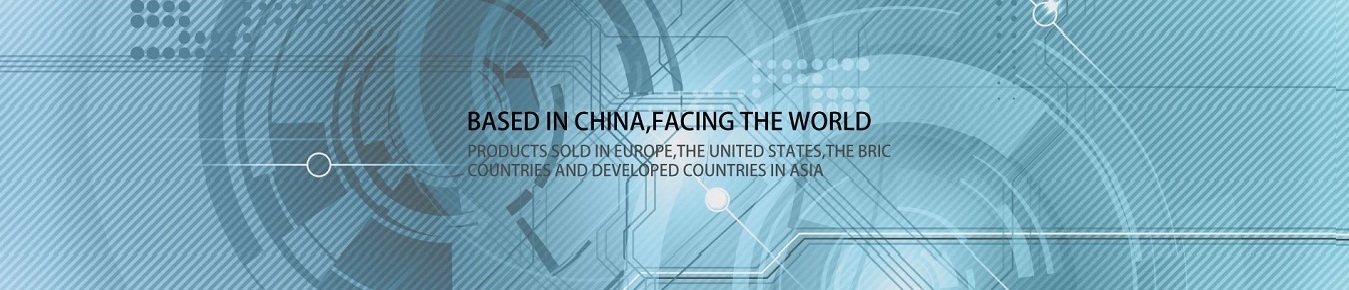 BASED IN CHINA,FACING THE WORLD
PRODUCTS SOLD IN EUROPE,THE UNITED STATES,THE BRIC
COUNTRIES AND DEVELOPED COUNTRIES IN ASIA